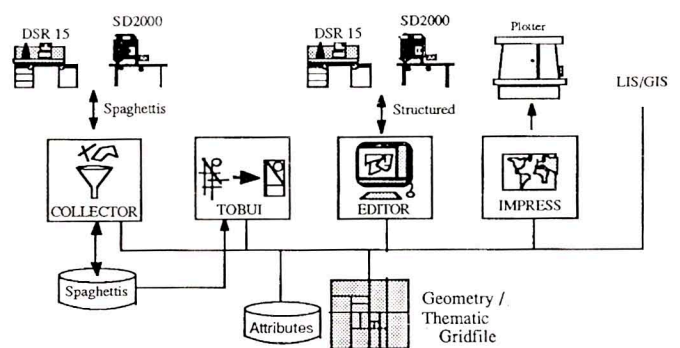 DSR 15
SD2000
DSR 15
SD2000
Plotter
LIS/GIS
Spaghettis
Structured
COLLECTOR
TOBUI
EDITOR
IMPRESS
Spaghettis
Attributes
Geometry /
Thematic
Gridfile